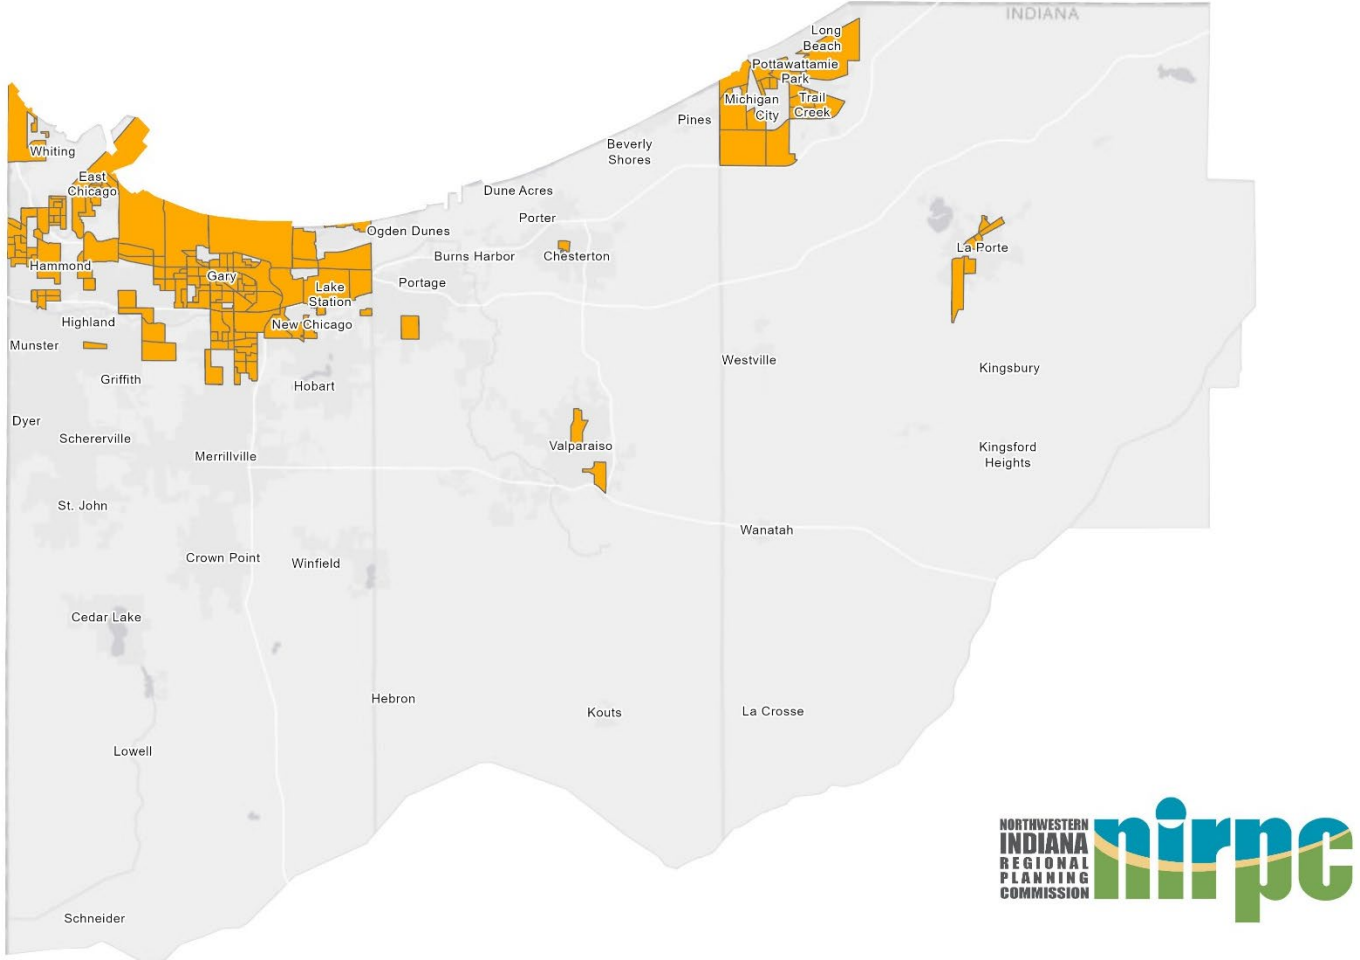 INDIANA
Long
Beach
Pottawattamie
Park
Michigan
City
Trail
Creek
Pines
Whiting
Beverly
Shores
East
Chicago
Dune Acres
Porter
Ogden Dunes
La Porte
Burns Harbor
Chesterton
Hammond
Gary
Portage
Lake
Station
Highland
New Chicago
Munster
Westville
Kingsbury
Griffith
Hobart
Dyer
Schererville
Valparaiso
Kingsford
Heights
Merrillville
St. John
Wanatah
Crown Point
Winfield
Cedar Lake
Hebron
Kouts
La Crosse
Lowell
Schneider
NORTHWESTERN
INDIANA
REGIONAL
PLANNING
COMMISSION
nirpc